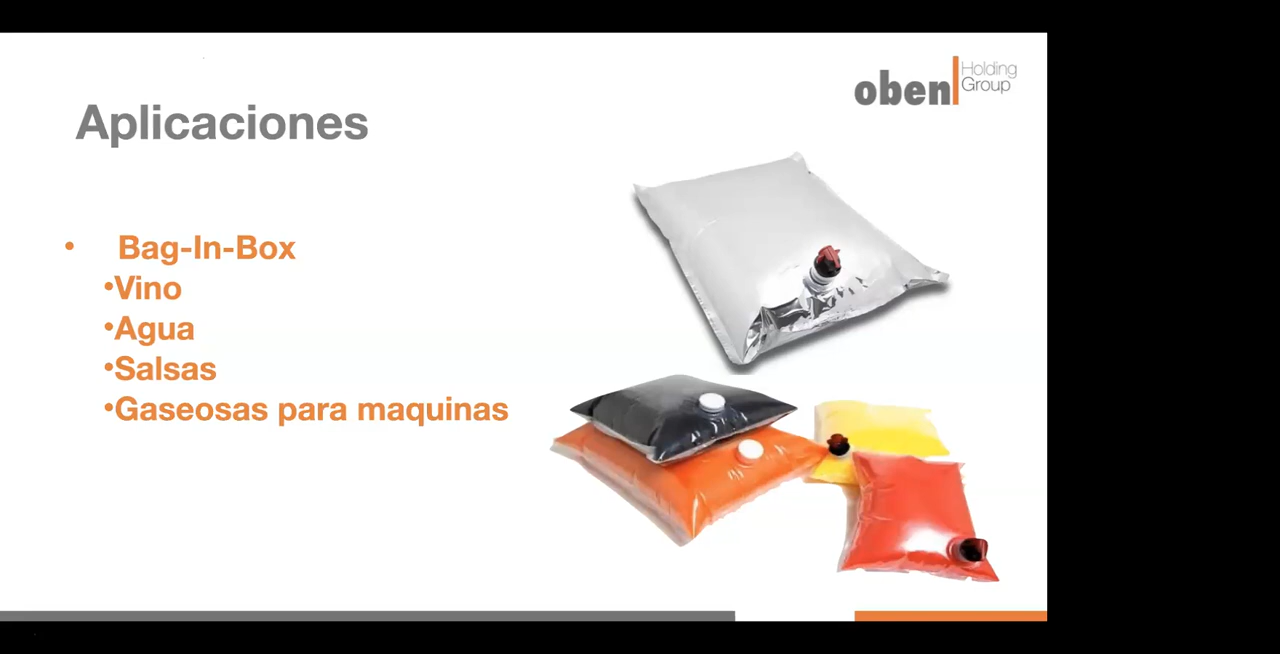 oben Holding
Group
Aplicaciones
• Bag-In-Box
•Vino
•Agua
•Salsas
•Gaseosas para maquinas